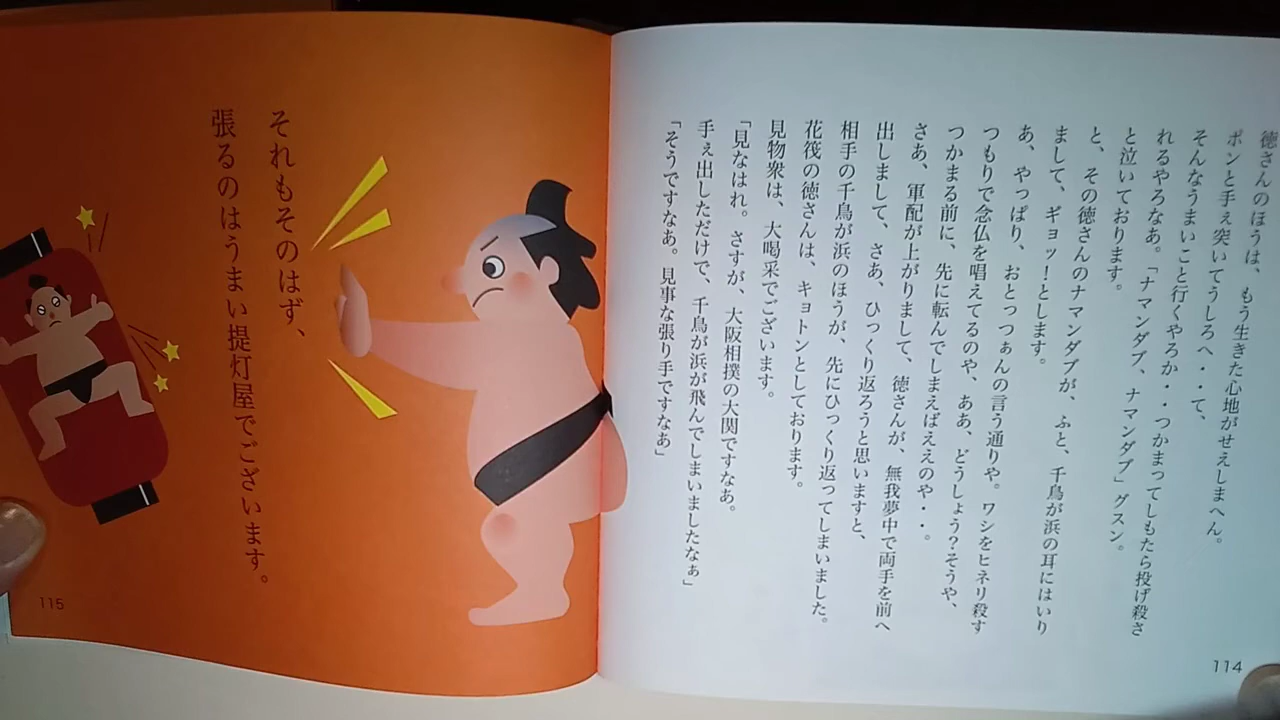 徳さんのほうは、もう生きた心地がせえしまへん。
ポンと手ぇ突いてうしろへ・・て、
そんなうまいこと行くやろか・・つかまってしもたら投げ殺さ
れるやろなあ。「ナマンダブ、ナマンダブ」グスン。
と泣いております。
と、その徳さんのナマンダブが、ふと、千鳥が浜の耳にはいり
まして、ギョッ！とします。
あ、やっぱり、おとっつぁんの言う通りや。ワシをヒネリ殺す
つもりで念仏を唱えてるのや、ああ、どうしょう？そうや、
つかまる前に、先に転んでしまえばええのや・・。
さあ、軍配が上がりまして、徳さんが、無我夢中で両手を前へ
出しまして、さあ、ひっくり返ろうと思いますと、
相手の千鳥が浜のほうが、先にひっくり返ってしまいました。
花筏の徳さんは、キョトンとしております。
見物衆は、大喝采でございます。
「見なはれ。さすが、大阪相撲の大関ですなあ。
手ぇ出しただけで、千鳥が浜が飛んでしまいましたなぁ」
「そうですなあ。見事な張り手ですなあ」
114
それもそのはず、
張るのはうまい提灯屋でございます。
115